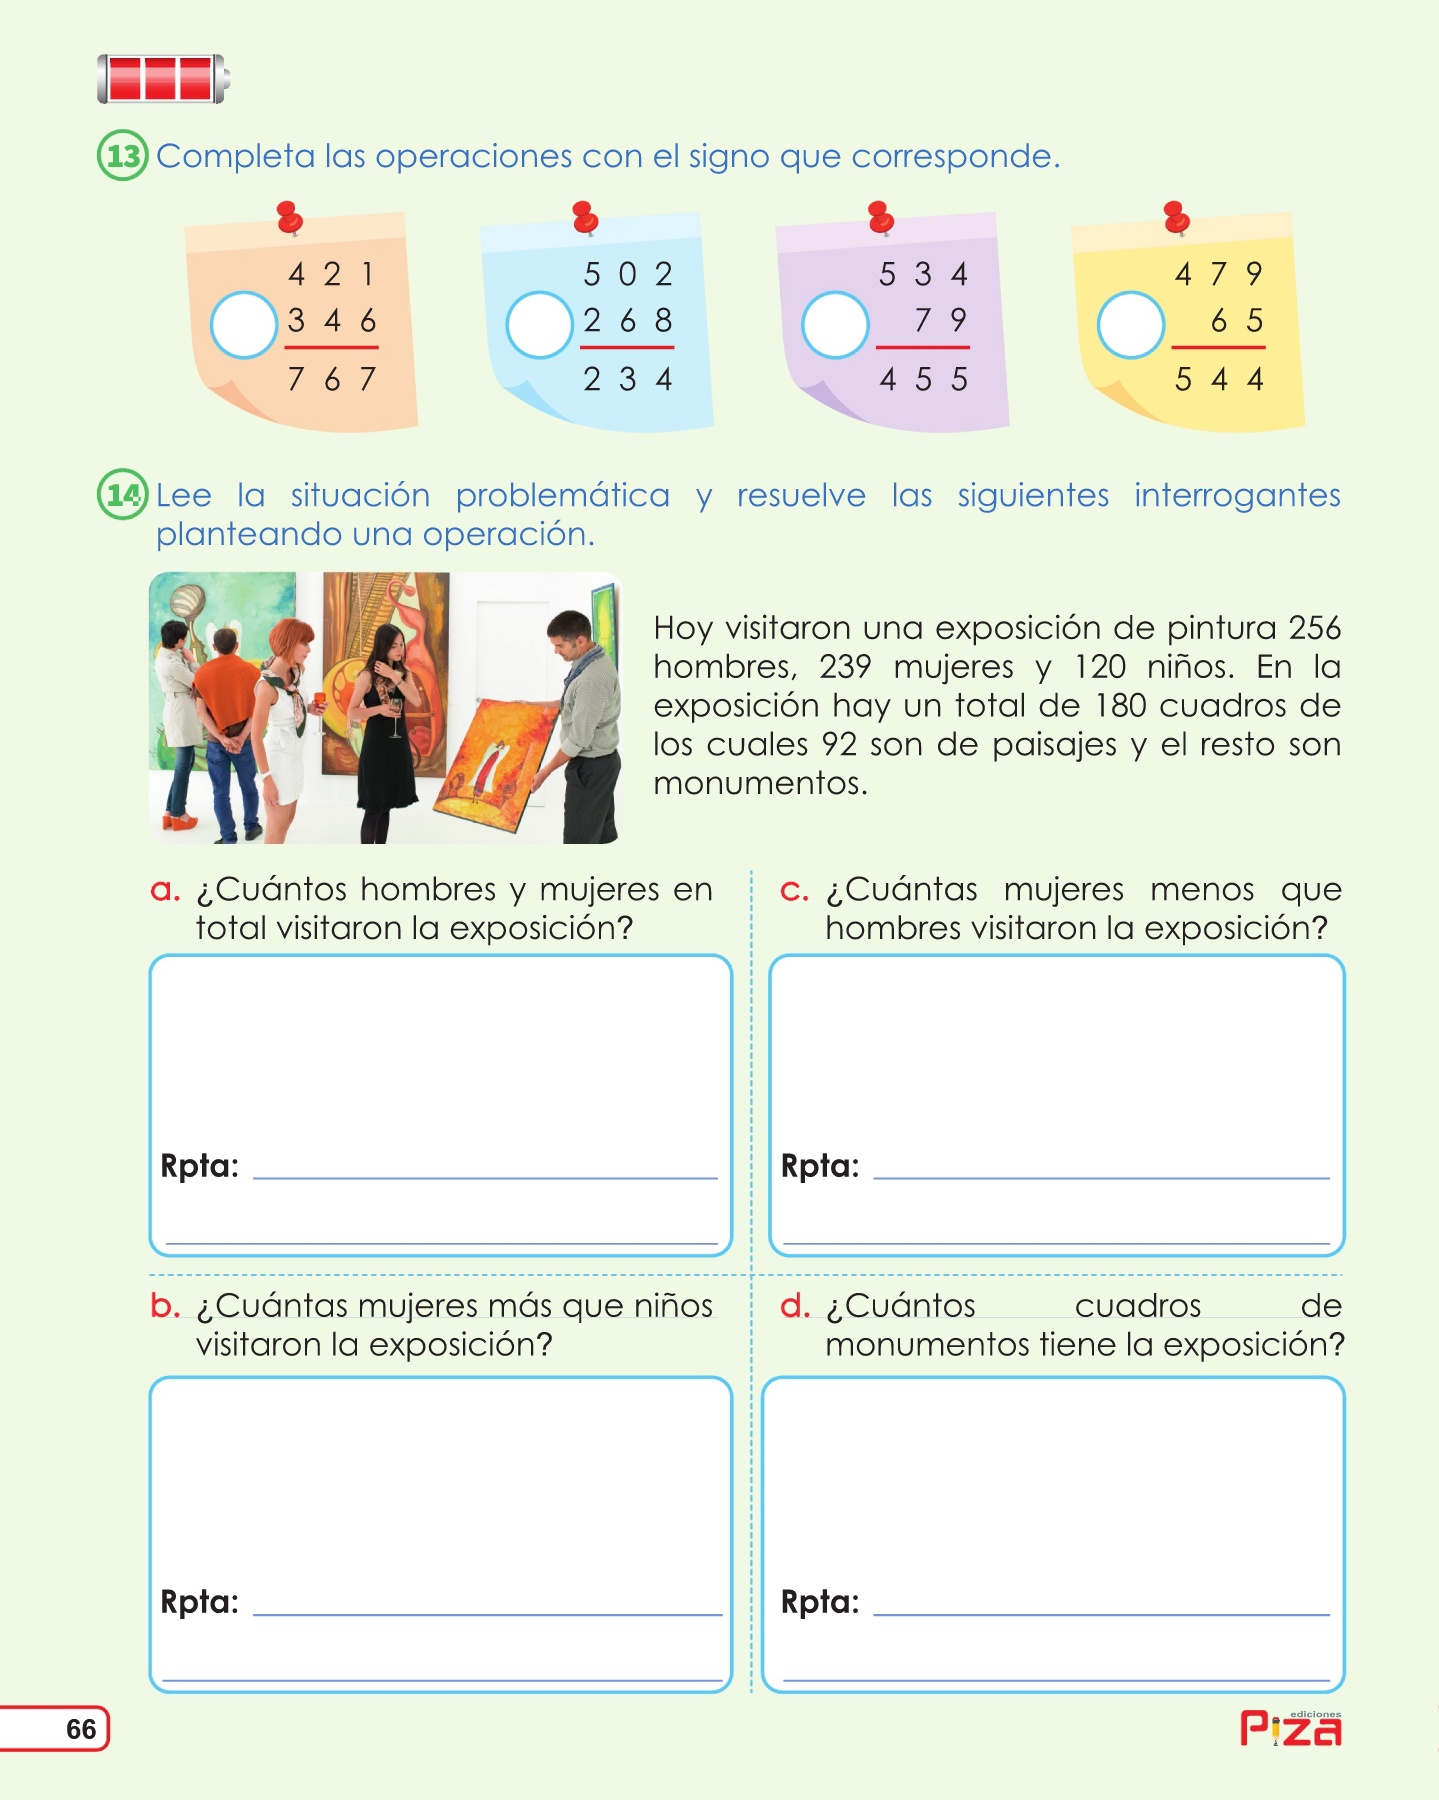 13 Completa las operaciones con el signo que corresponde.
4 2 1
3 4 6
7 6 7
5 0 2
2 6 8
2 3 4
5 3 4
7 9
4 5 5
4 7 9
6 5
5 4 4
14 Lee la situación problemática y resuelve las siguientes interrogantes
planteando una operación.
Hoy visitaron una exposición de pintura 256
hombres, 239 mujeres y 120 niños. En la
exposición hay un total de 180 cuadros de
los cuales 92 son de paisajes y el resto son
monumentos.
a. ¿Cuántos hombres y mujeres en
total visitaron la exposición?
Rpta:
c. ¿Cuántas mujeres menos que
hombres visitaron la exposición?
Rpta:
b. ¿Cuántas mujeres más que niños
visitaron la exposición?
Rpta:
d. ¿Cuántos cuadros de
monumentos tiene la exposición?
Rpta:
66
ediciones
Piza